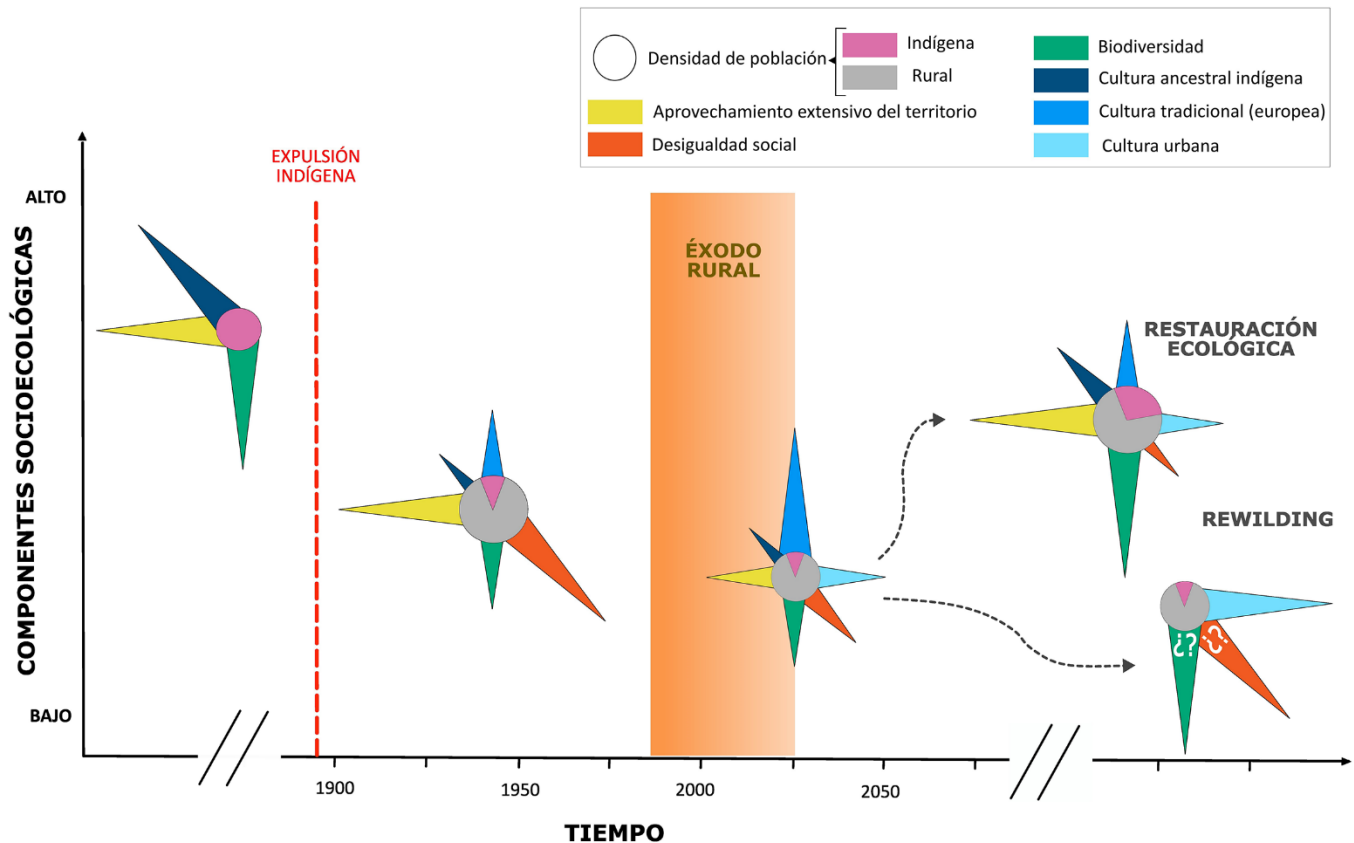 Densidad de población
Indígena
Rural
Aprovechamiento extensivo del territorio
Desigualdad social
Biodiversidad
Cultura ancestral indígena
Cultura tradicional (europea)
Cultura urbana
COMPONENTES SOCIOECOLÓGICAS
ALTO
BAJO
EXPULSIÓN
INDÍGENA
ÉXODO
RURAL
RESTAURACIÓN
ECOLÓGICA
REWILDING
¿?
¿?
1900
1950
2000
2050
TIEMPO